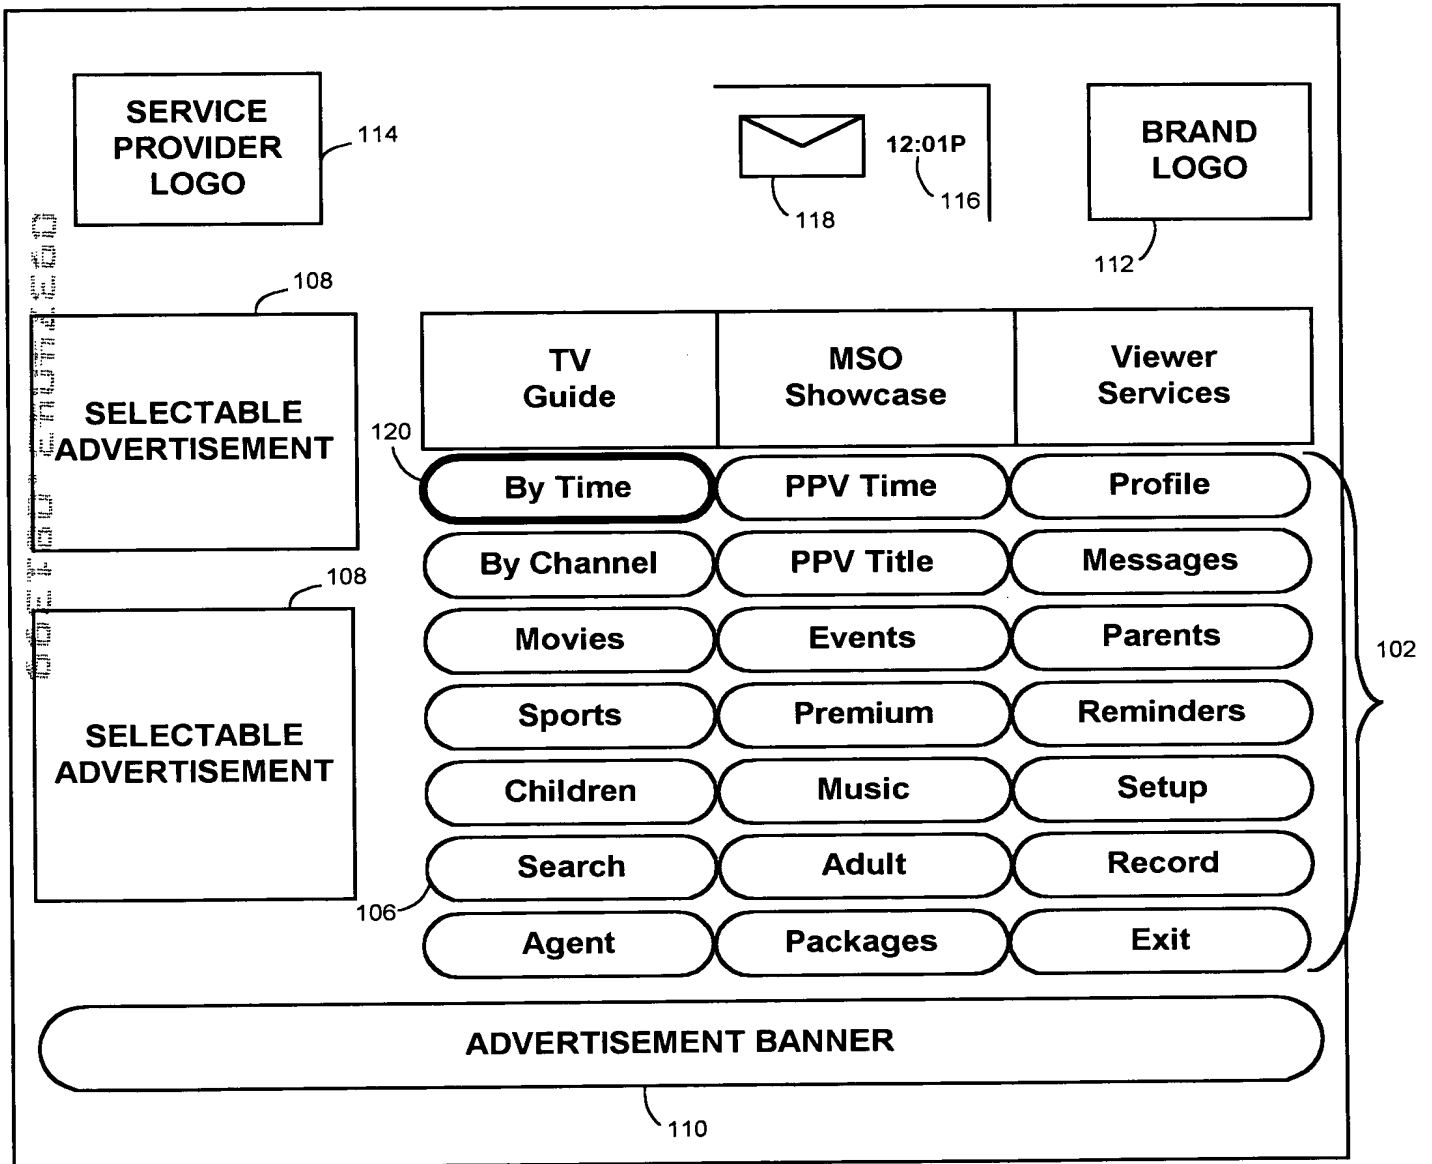 SERVICE
PROVIDER
LOGO
114
12:01P
118
116
BRAND
LOGO
112
108
SELECTABLE
ADVERTISEMENT
108
SELECTABLE
ADVERTISEMENT
TV
Guide
MSO
Showcase
Viewer
Services
120
By Time
PPV Time
Profile
By Channel
PPV Title
Messages
Movies
Events
Parents
102
Sports
Premium
Reminders
Children
Music
Setup
Search
Adult
Record
106
Agent
Packages
Exit
ADVERTISEMENT BANNER
110